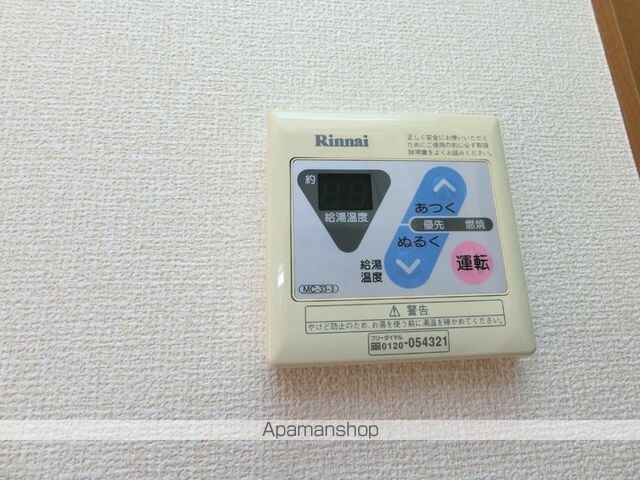 Rinnai
正しく安全にお使いいただく
ためにご使用の前に必ず取扱
説明書をよくお読みください。
約
給湯温度
あつく
優先 燃焼
ぬるく
給湯
温度
運転
MC-33-3
⚠警告
やけど防止のため、お湯を使う前に湯温を確かめてください。
フリーダイヤル
0120-054321
Apamanshop